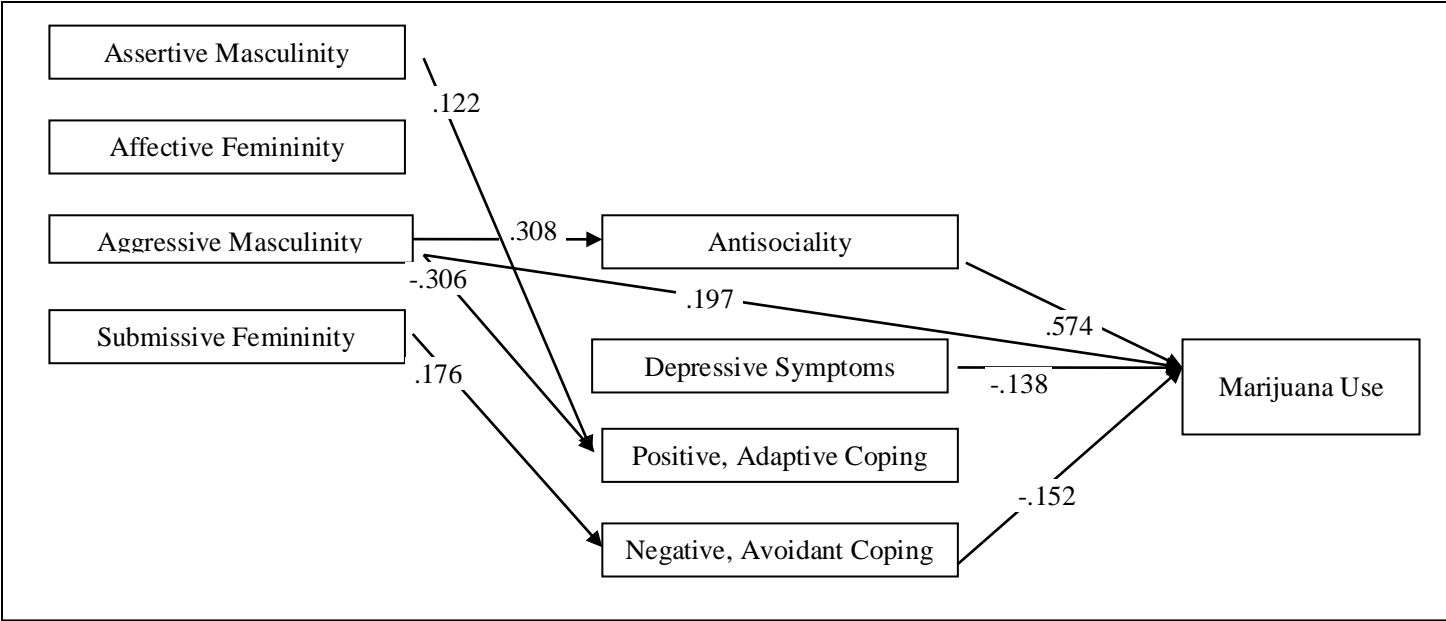 Assertive Masculinity
.122
Affective Femininity
Aggressive Masculinity
.308
Antisociality
-.306
.197
Submissive Femininity
.574
.176
Depressive Symptoms
-.138
Marijuana Use
Positive, Adaptive Coping
-.152
Negative, Avoidant Coping